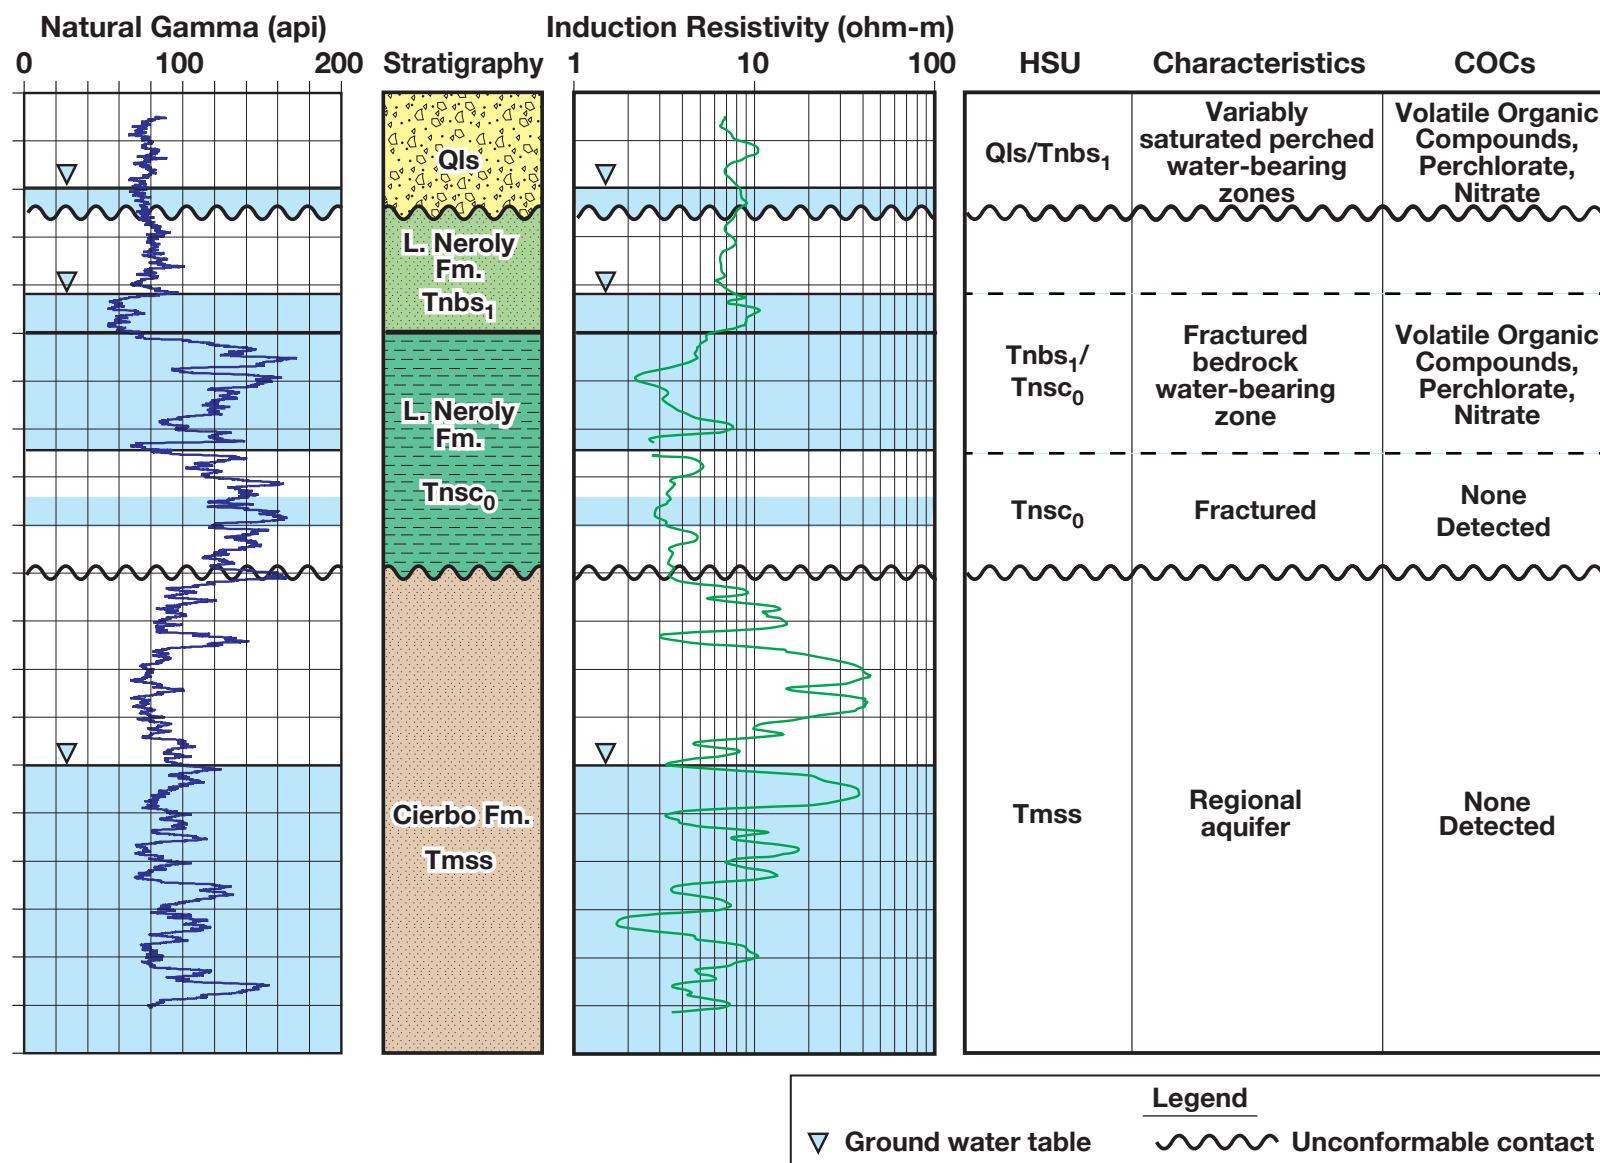 Natural Gamma (api)
0 100 200
Stratigraphy
Induction Resistivity (ohm-m)
1 10 100
HSU
Characteristics
COCs
Qls
L. Neroly
Fm.
Tnbs1
L. Neroly
Fm.
Tnsc0
Cierbo Fm.
Tmss
Qls/Tnbs1
Variably
saturated perched
water-bearing
zones
Volatile Organic
Compounds,
Perchlorate,
Nitrate
Tnbs1/
Tnsc0
Fractured
bedrock
water-bearing
zone
Volatile Organic
Compounds,
Perchlorate,
Nitrate
Tnsc0
Fractured
None
Detected
Tmss
Regional
aquifer
None
Detected
Legend
Ground water table
Unconformable contact